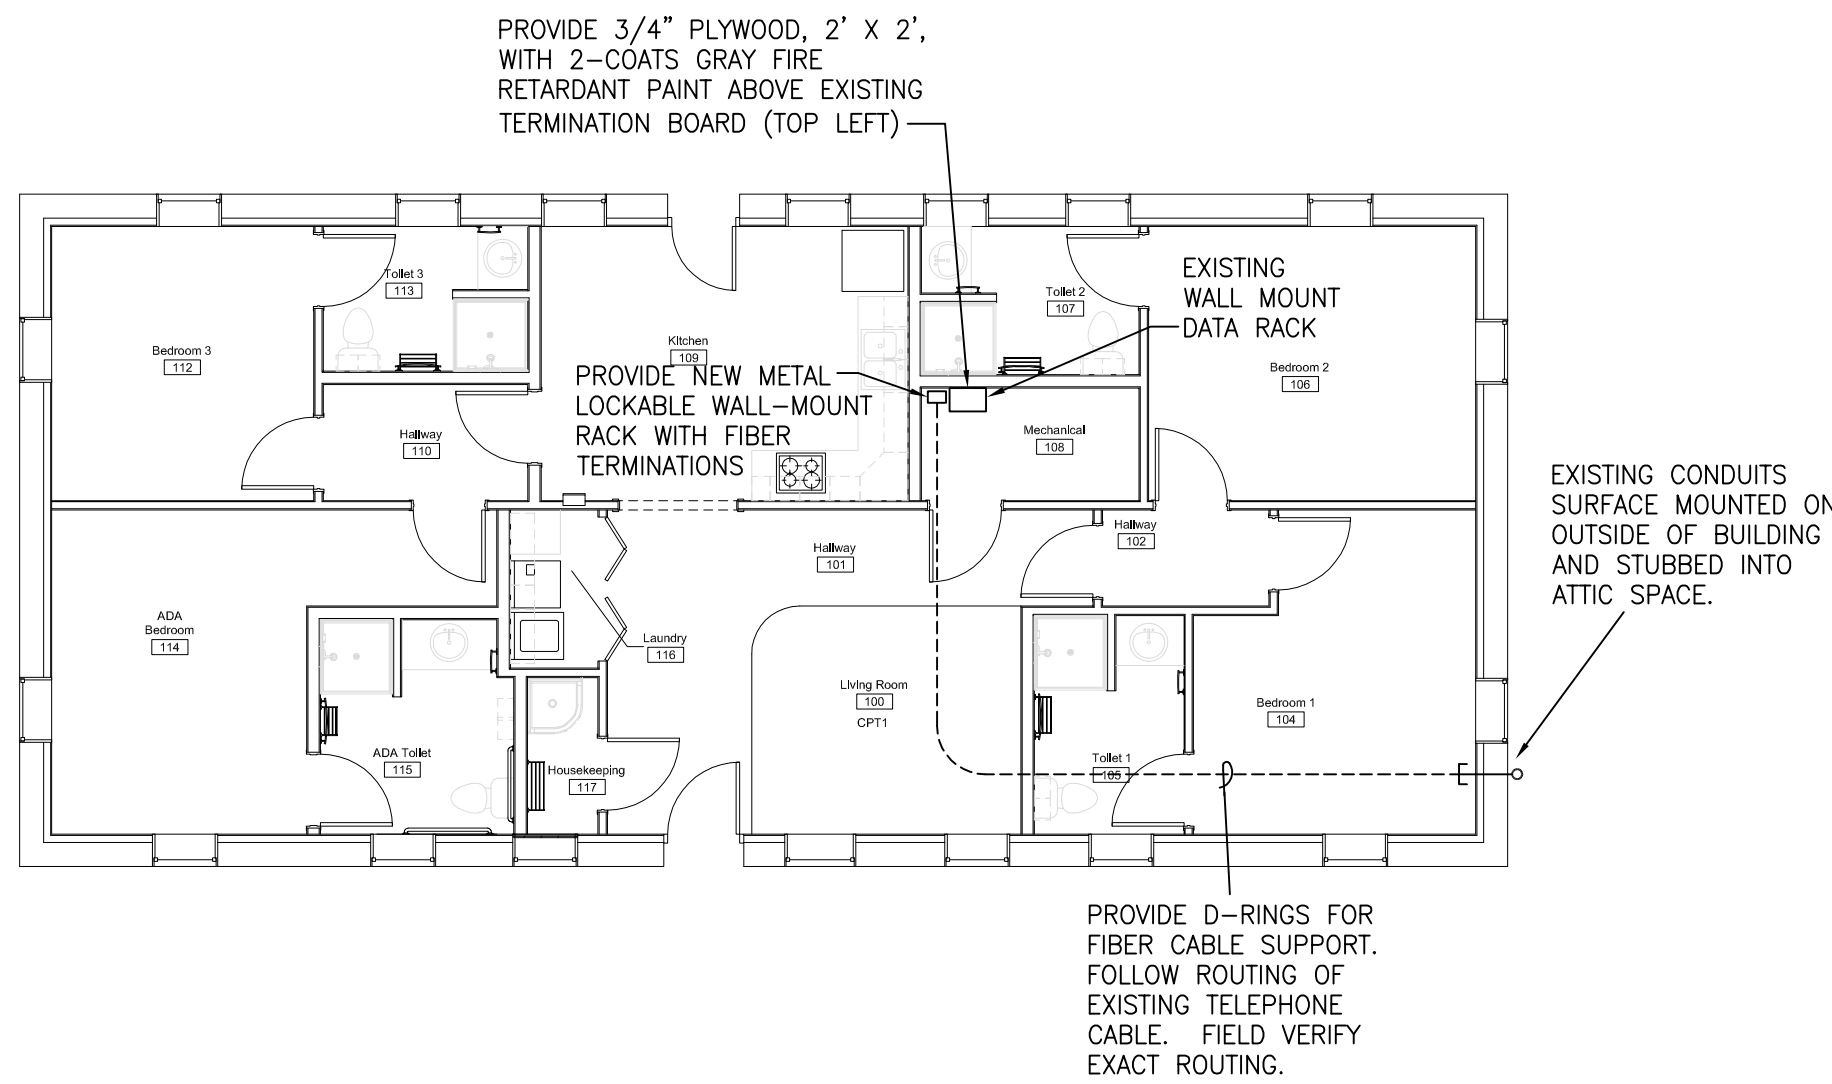 PROVIDE 3/4" PLYWOOD, 2' X 2',
WITH 2-COATS GRAY FIRE
RETARDANT PAINT ABOVE EXISTING
TERMINATION BOARD (TOP LEFT)
EXISTING
WALL MOUNT
DATA RACK
Toilet 3
113
Toilet 2
107
Bedroom 3
112
Kitchen
109
Bedroom 2
106
PROVIDE NEW METAL
LOCKABLE WALL-MOUNT
RACK WITH FIBER
TERMINATIONS
Hallway
110
Mechanical
108
EXISTING CONDUITS
SURFACE MOUNTED ON
OUTSIDE OF BUILDING
AND STUBBED INTO
ATTIC SPACE.
Hallway
102
Hallway
101
ADA
Bedroom
114
Laundry
116
Living Room
100
CPT1
Bedroom 1
104
ADA Toilet
115
Housekeeping
117
Toilet 1
105
PROVIDE D-RINGS FOR
FIBER CABLE SUPPORT.
FOLLOW ROUTING OF
EXISTING TELEPHONE
CABLE. FIELD VERIFY
EXACT ROUTING.